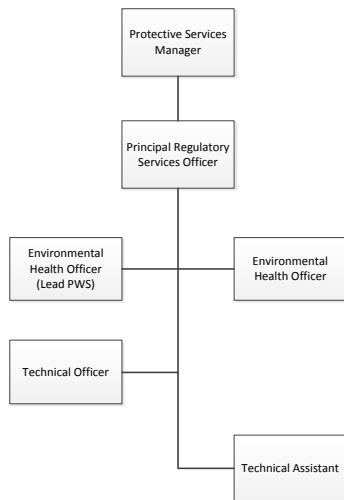 Protective Services
Manager
Principal Regulatory
Services Officer
Environmental
Health Officer
(Lead PWS)
Environmental
Health Officer
Technical Officer
Technical Assistant